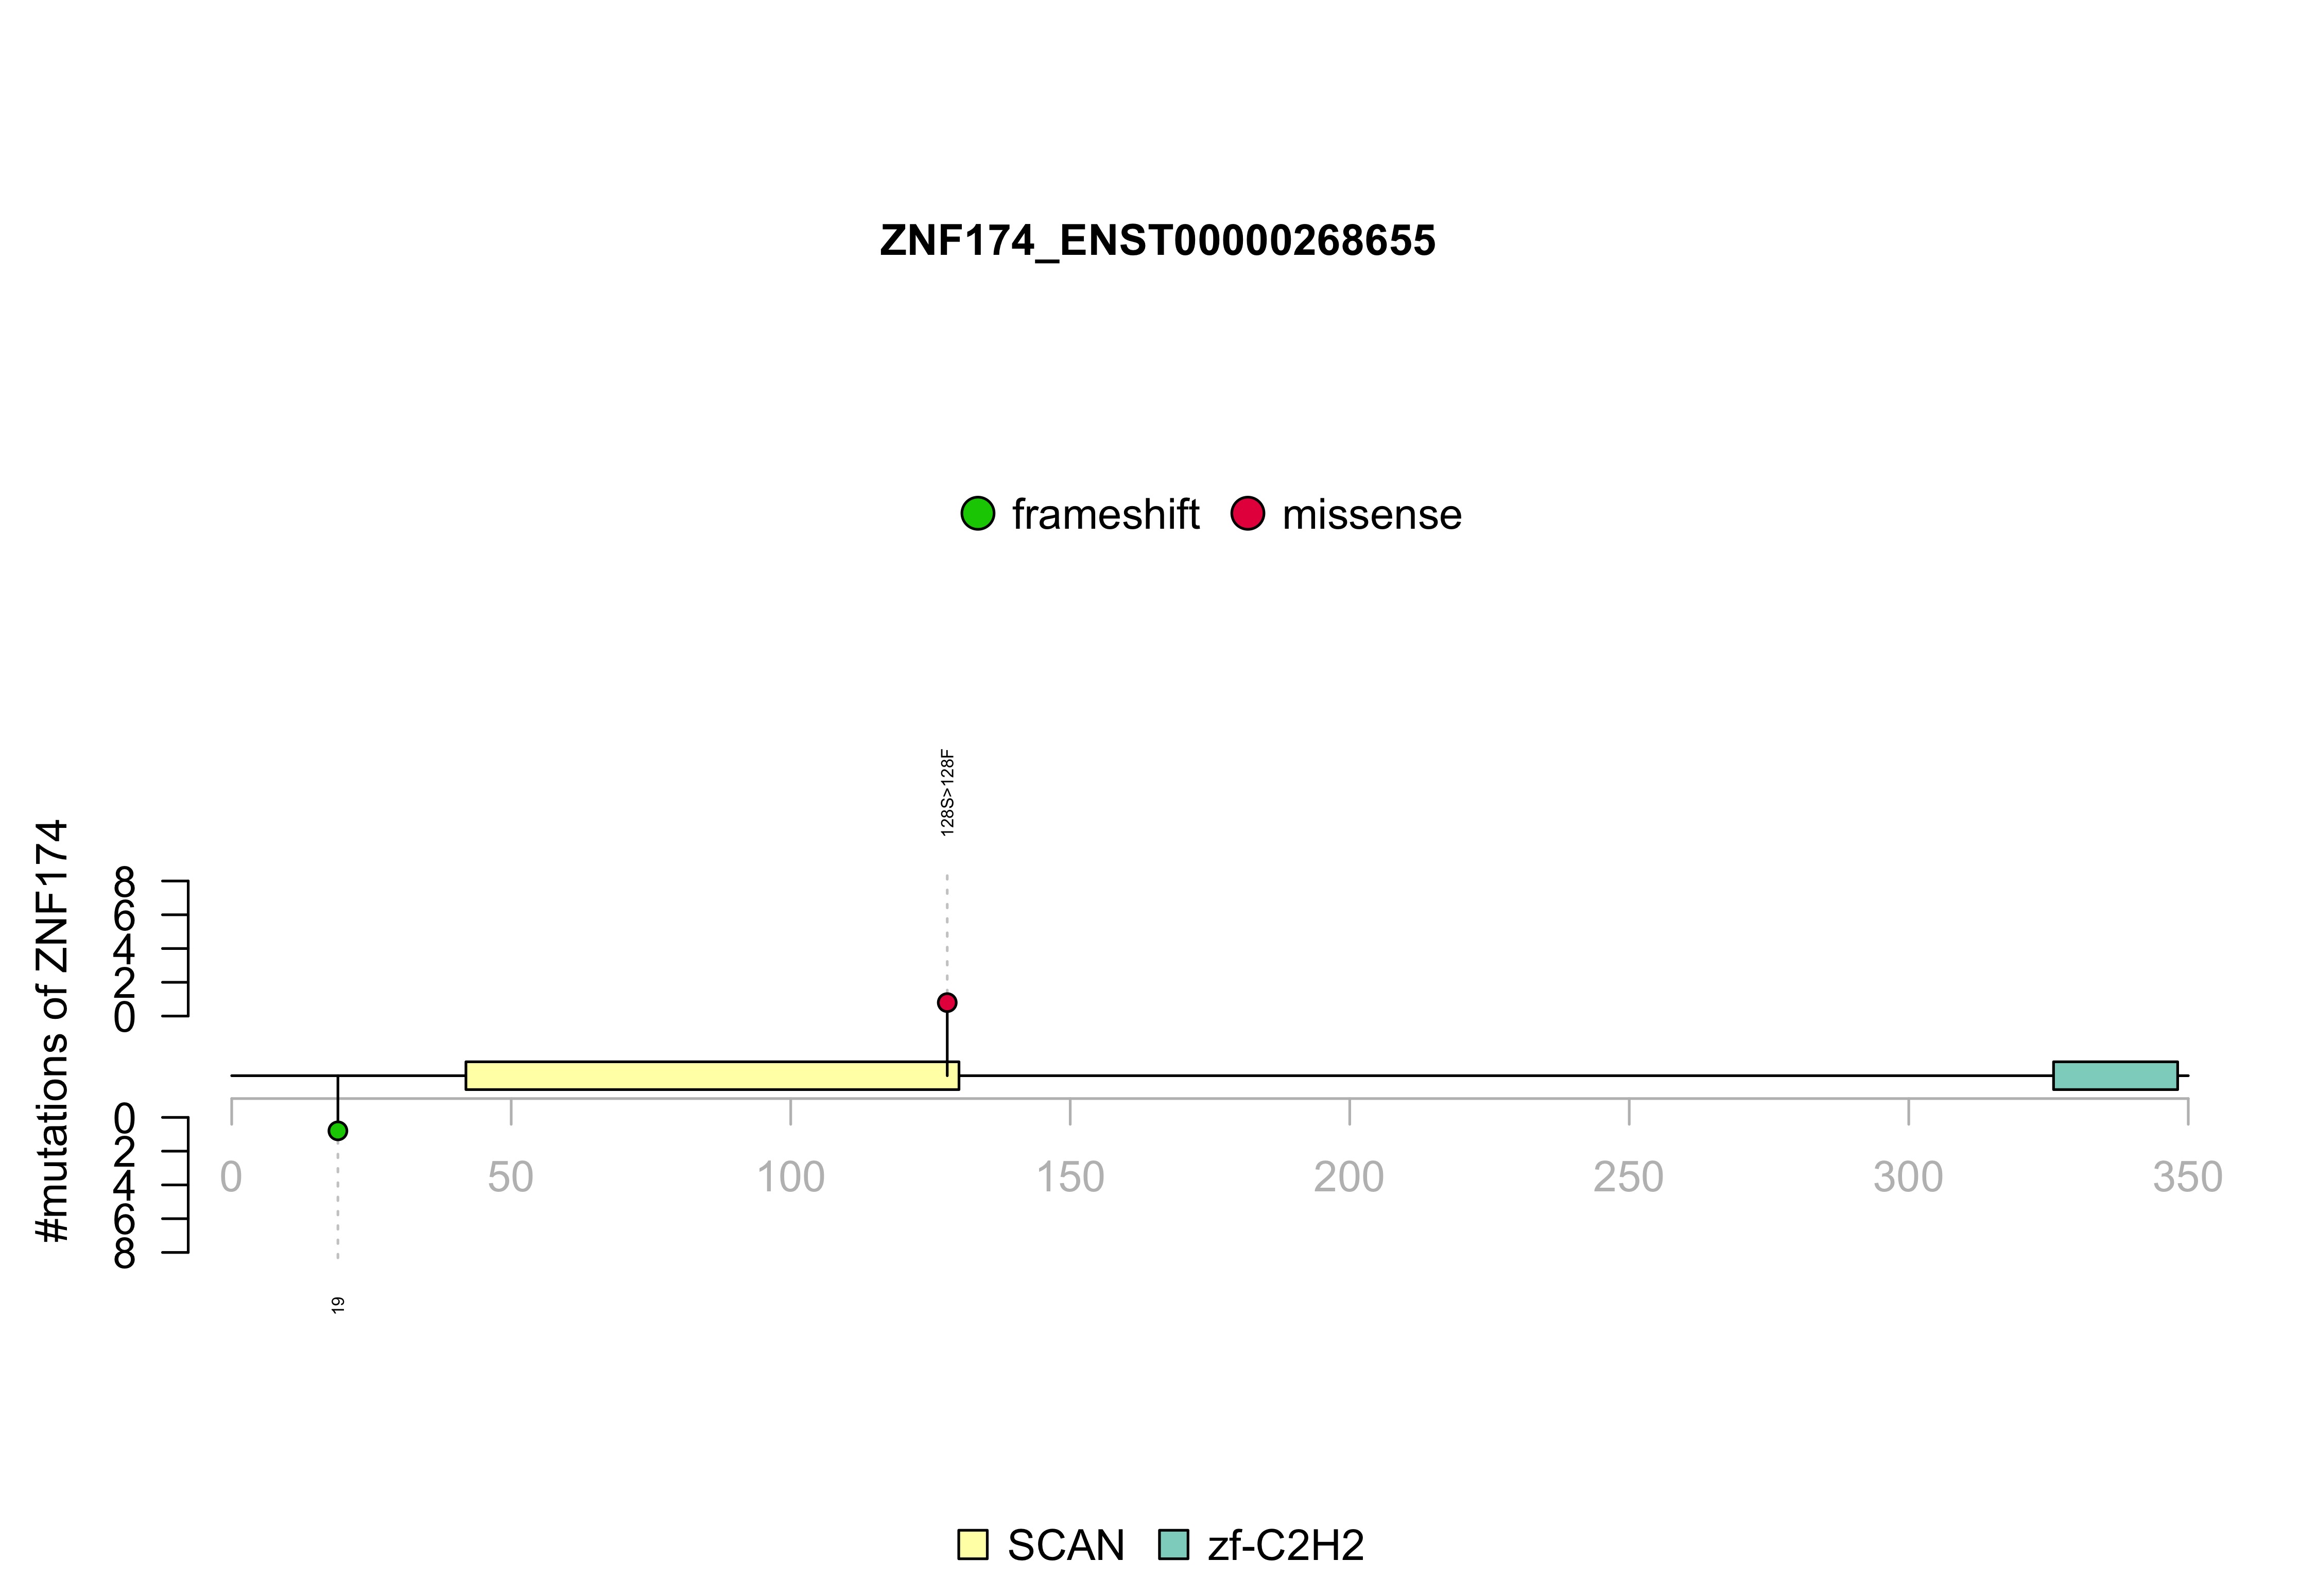 ZNF174_ENST00000268655
frameshift missense
128S>128F
#mutations of ZNF174
8
6
4
2
0
0
2
4
6
8
0 50 100 150 200 250 300 350
19
SCAN zf-C2H2